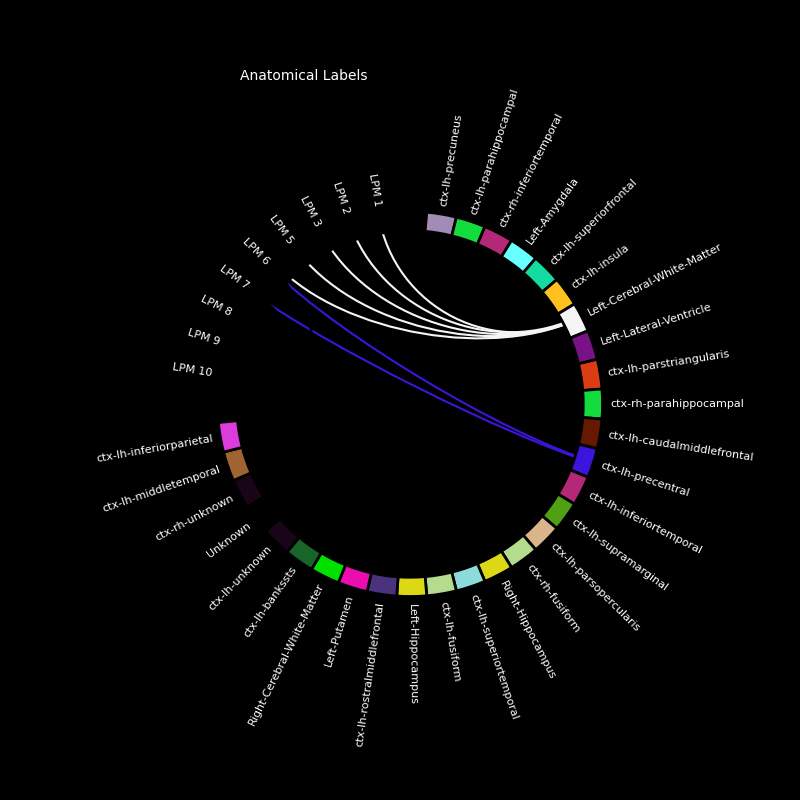 Anatomical Labels
LPM 1
LPM 2
LPM 3
LPM 5
LPM 6
LPM 7
LPM 8
LPM 9
LPM 10
ctx-lh-precuneus
ctx-lh-parahippocampal
ctx-rh-inferiortemporal
Left-Amygdala
ctx-lh-superiorfrontal
ctx-lh-insula
Left-Cerebral-White-Matter
Left-Lateral-Ventricle
ctx-lh-parstriangularis
ctx-rh-parahippocampal
ctx-lh-caudalmiddlefrontal
ctx-lh-precentral
ctx-lh-inferiortemporal
ctx-lh-supramarginal
ctx-lh-parsopercularis
ctx-rh-fusiform
Right-Hippocampus
ctx-lh-superiortemporal
ctx-lh-fusiform
Left-Hippocampus
ctx-lh-rostralmiddlefrontal
Left-Putamen
Right-Cerebral-White-Matter
ctx-lh-bankssts
ctx-lh-unknown
Unknown
ctx-rh-unknown
ctx-lh-middletemporal
ctx-lh-inferiorparietal